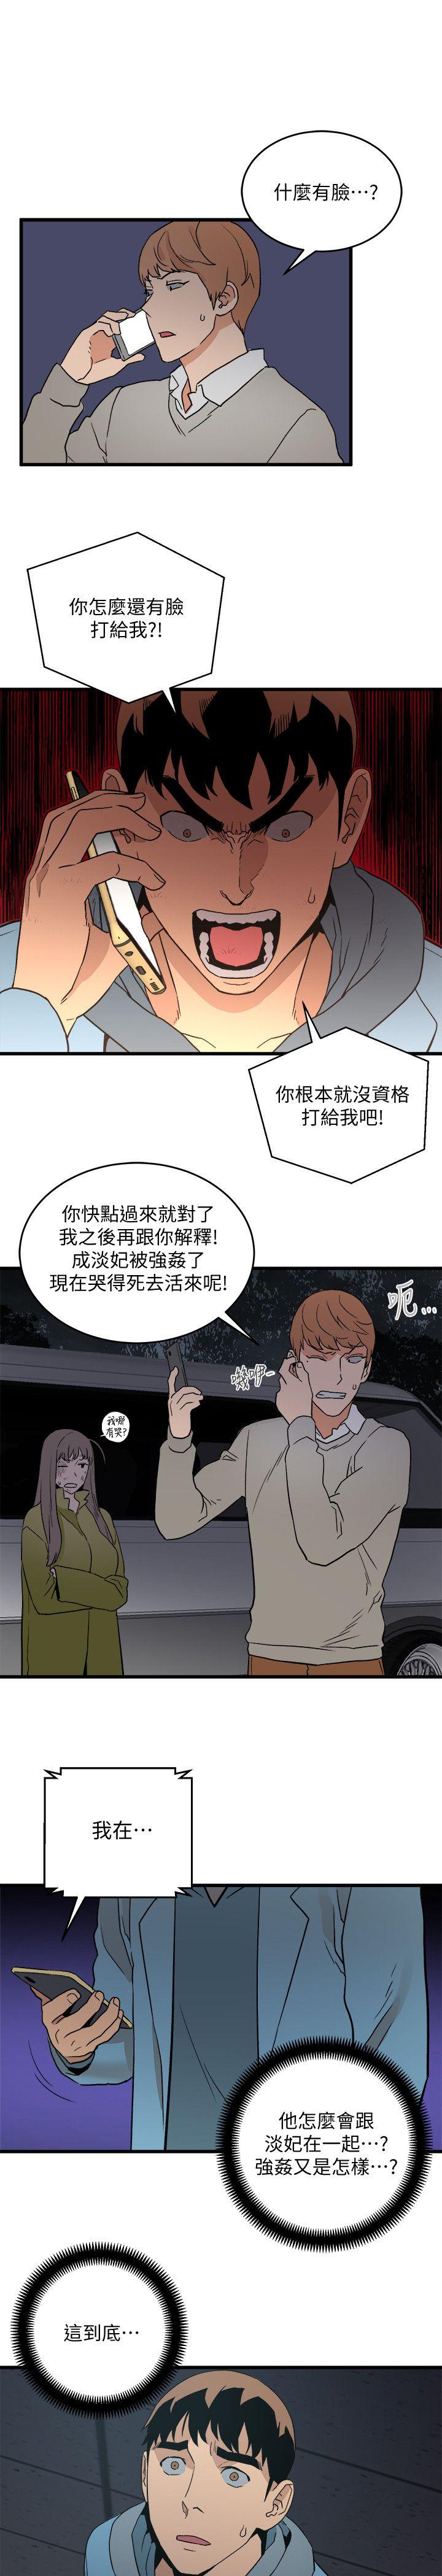 什麼有臉⋯?
你怎麼還有臉
打給我?!
你根本就沒資格
打給我吧!
你快點過來就對了
我之後再跟你解釋!
成淡妃被強姦了
現在哭得死去活來呢!
呃...
嘰咿-
我哪
有哭?
我在⋯
他怎麼會跟
淡妃在一起⋯?
強姦又是怎樣⋯?
這到底⋯